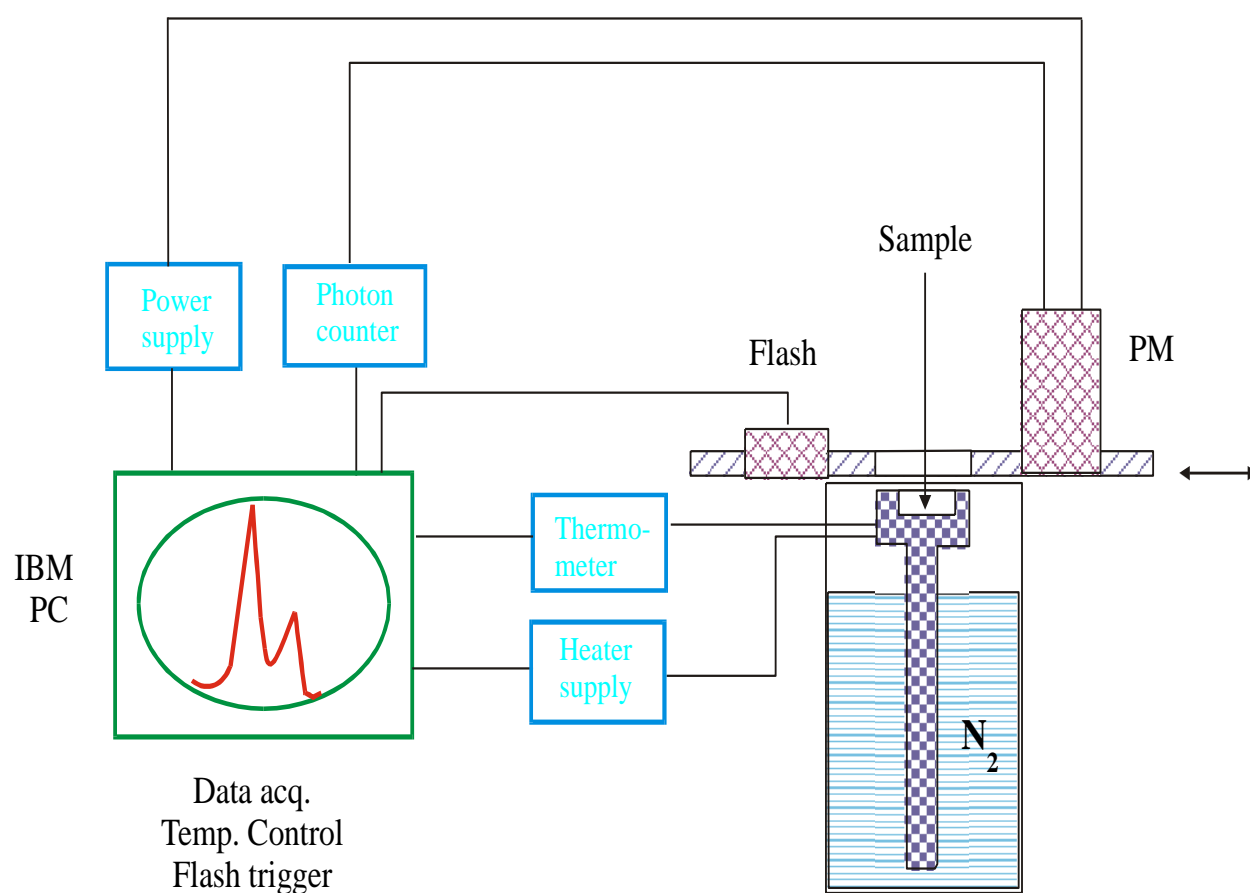 Sample
Power
supply
Photon
counter
Flash
PM
IBM
PC
Thermo-
meter
Heater
supply
N2
Data acq.
Temp. Control
Flash trigger